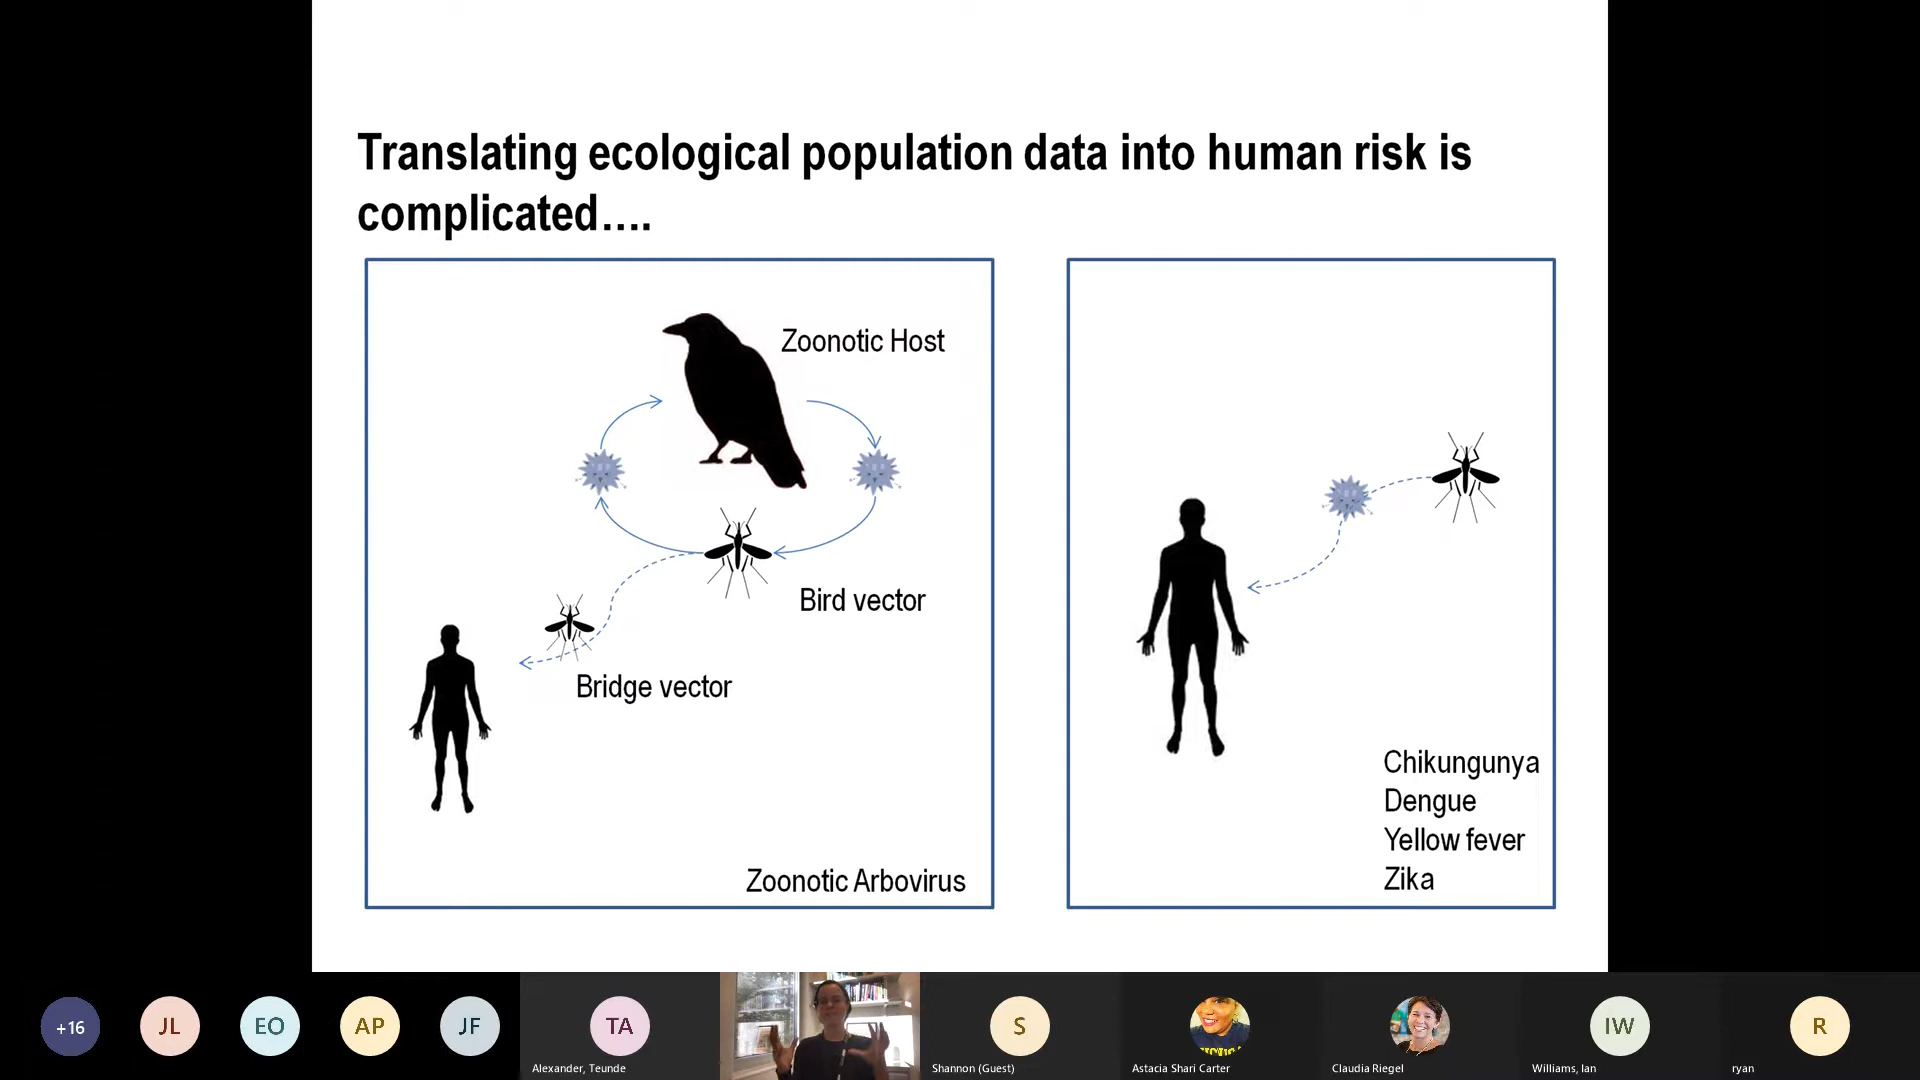 Translating ecological population data into human risk is
complicated….
Zoonotic Host
Bird vector
Bridge vector
Zoonotic Arbovirus
Chikungunya
Dengue
Yellow fever
Zika
+16
JL
EO
AP
JF
TA
Alexander, Teunde
S
Shannon (Guest)
Astacia Shari Carter
Claudia Riegel
IW
Williams, Ian
R
ryan